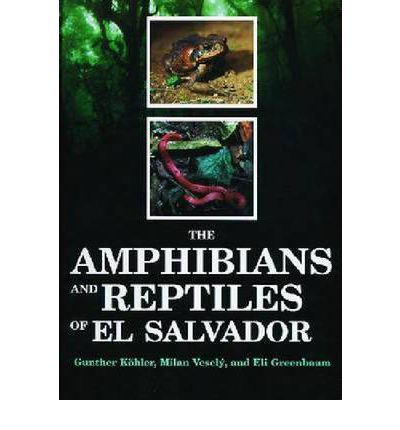 THE
AMPHIBIANS
AND REPTILES
OF EL SALVADOR
Gunther Köhler, Milan Veselý, and Eli Greenbaum